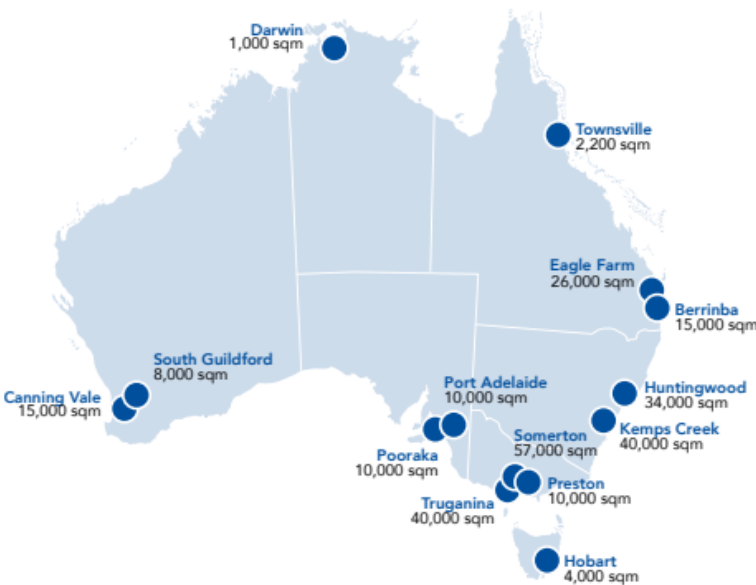 Darwin
1,000 sqm
Townsville
2,200 sqm
Eagle Farm
26,000 sqm
Berrinba
15,000 sqm
South Guildford
8,000 sqm
Canning Vale
15,000 sqm
Port Adelaide
10,000 sqm
Huntingwood
34,000 sqm
Kemps Creek
40,000 sqm
Somerton
57,000 sqm
Pooraka
10,000 sqm
Preston
10,000 sqm
Truganina
40,000 sqm
Hobart
4,000 sqm